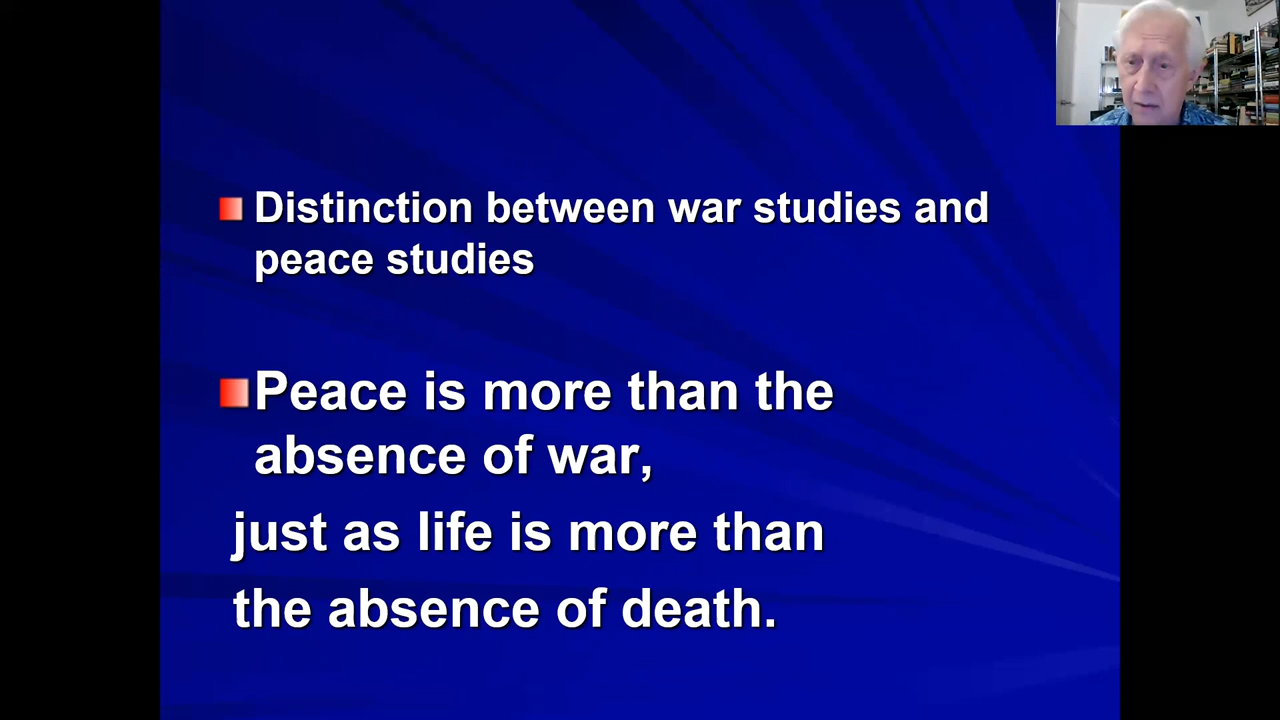 Distinction between war studies and
peace studies
Peace is more than the
absence of war,
just as life is more than
the absence of death.